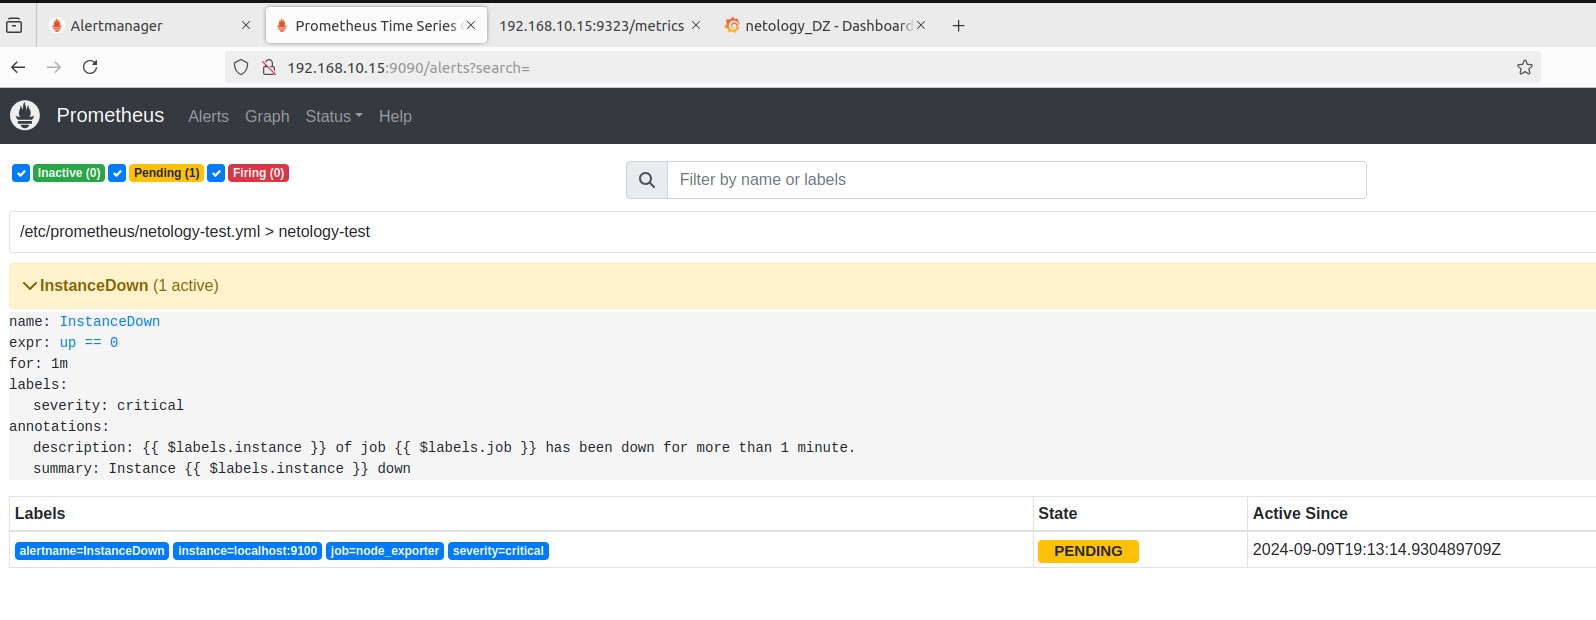 Alertmanager
Prometheus Time Series
192.168.10.15:9323/metrics
netology_DZ - Dashboard
192.168.10.15:9090/alerts?search=
Prometheus Alerts Graph Status Help
Inactive (0) Pending (1) Firing (0)
Filter by name or labels
/etc/prometheus/netology-test.yml > netology-test
InstanceDown (1 active)
name: InstanceDown
expr: up == 0
for: 1m
labels:
severity: critical
annotations:
description: {{ $labels.instance }} of job {{ $labels.job }} has been down for more than 1 minute.
summary: Instance {{ $labels.instance }} down
Labels State Active Since
alertname=InstanceDown instance=localhost:9100 job=node_exporter severity=critical PENDING 2024-09-09T19:13:14.930489709Z